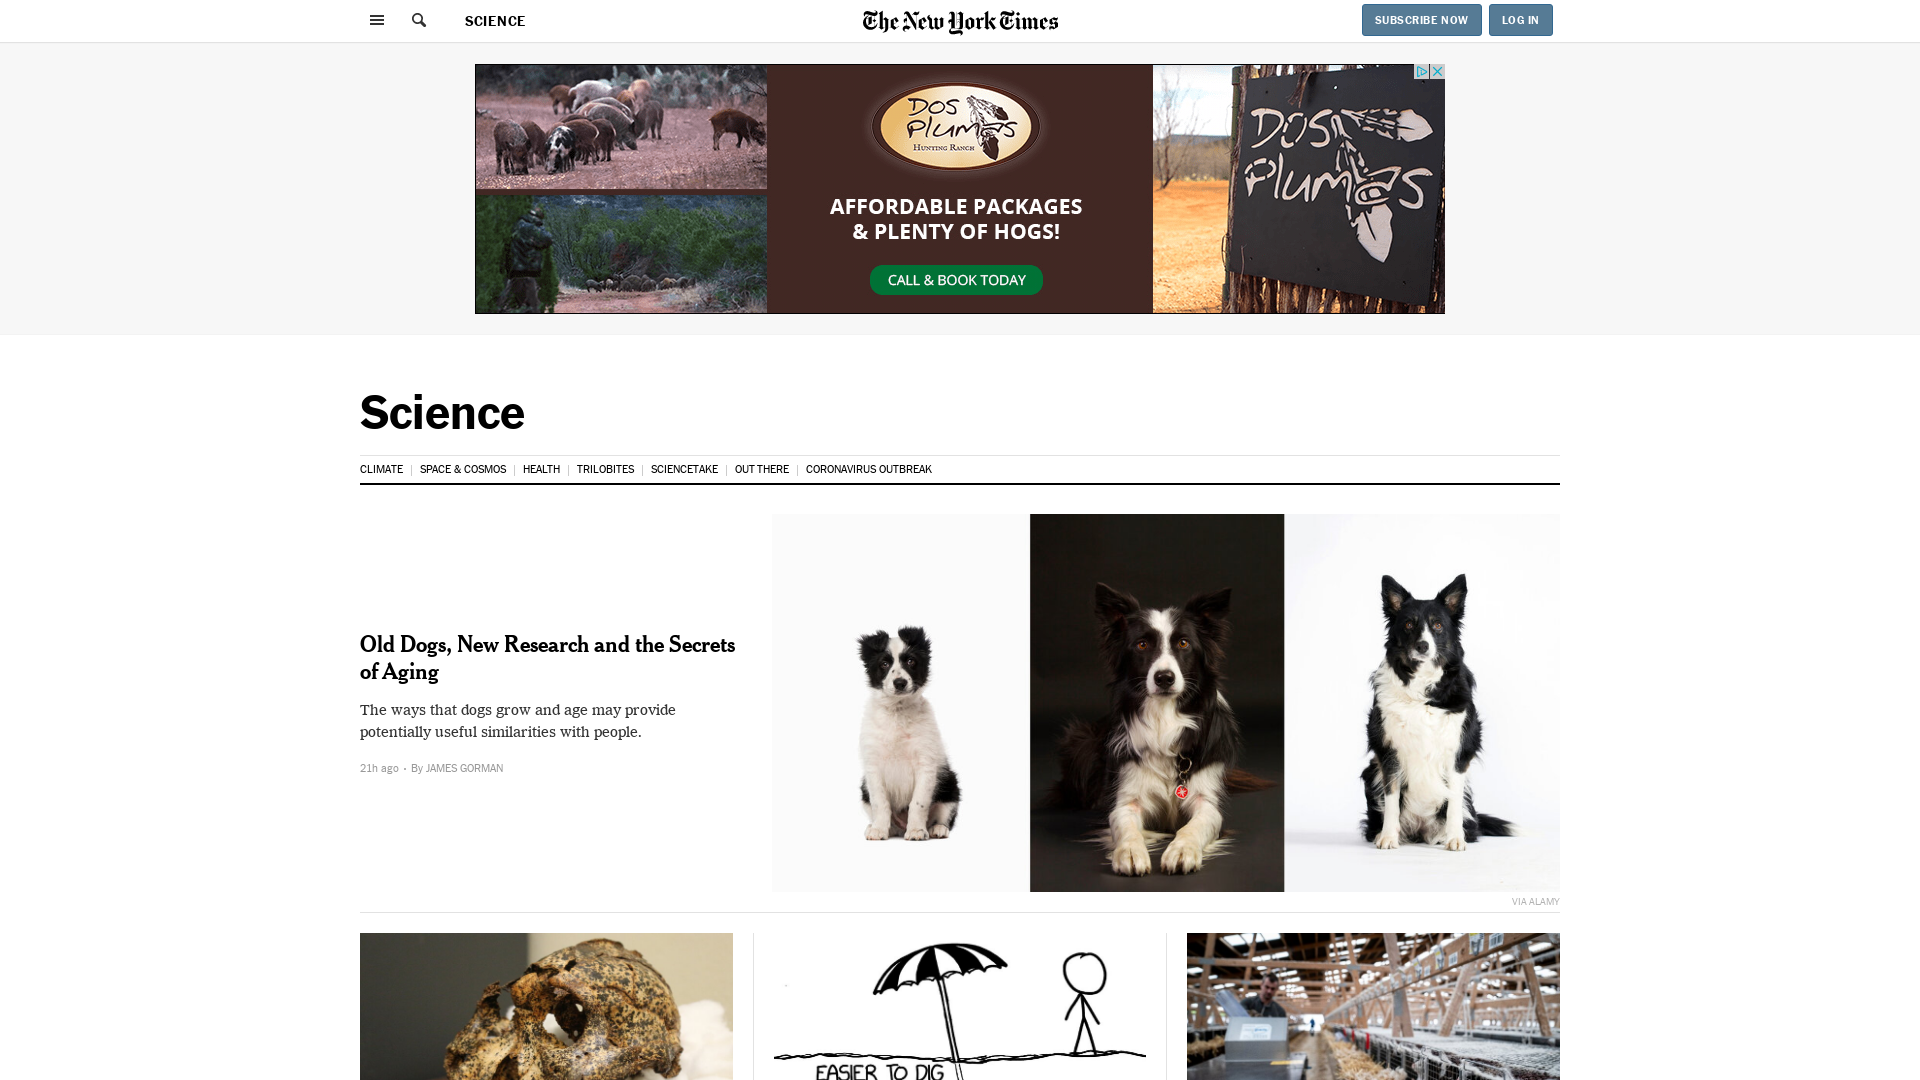 SCIENCE
The New York Times
SUBSCRIBE NOW
LOG IN
DOS
PLUMAS
HUNTING RANCH
AFFORDABLE PACKAGES
& PLENTY OF HOGS!
CALL & BOOK TODAY
DOS
PLUMAS
Science
CLIMATE
SPACE & COSMOS
HEALTH
TRILOBITES
SCIENCETAKE
OUT THERE
CORONAVIRUS OUTBREAK
Old Dogs, New Research and the Secrets
of Aging
The ways that dogs grow and age may provide
potentially useful similarities with people.
21h ago • By JAMES GORMAN
VIA ALAMY
EASIER TO DIG